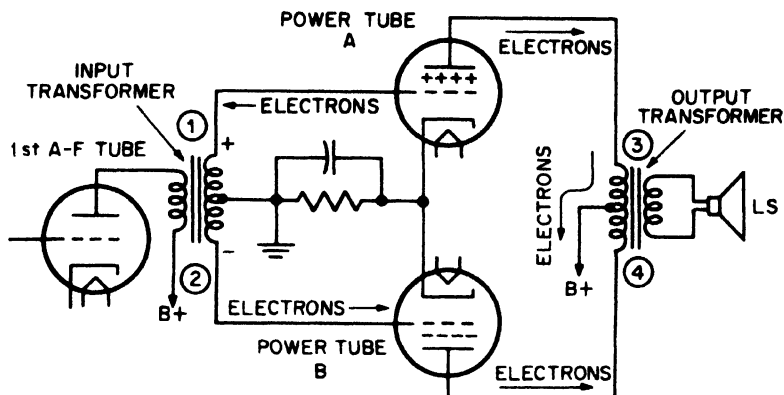 POWER TUBE
A
ELECTRONS
INPUT
TRANSFORMER
++++
ELECTRONS
OUTPUT
TRANSFORMER
1
+
3
1st A-F TUBE
ELECTRONS
LS
-
2
4
B+
ELECTRONS
B+
POWER TUBE
B
ELECTRONS